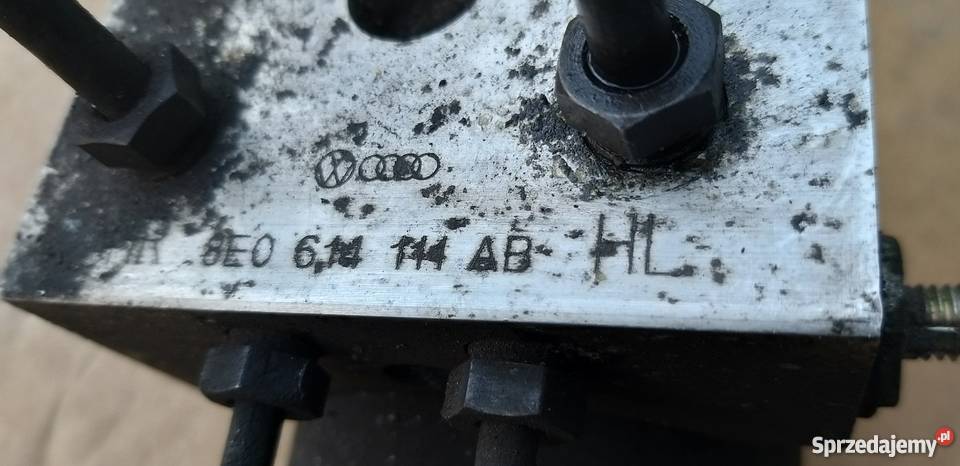 8E0 614 111 AB HL
Sprzedajemy.pl